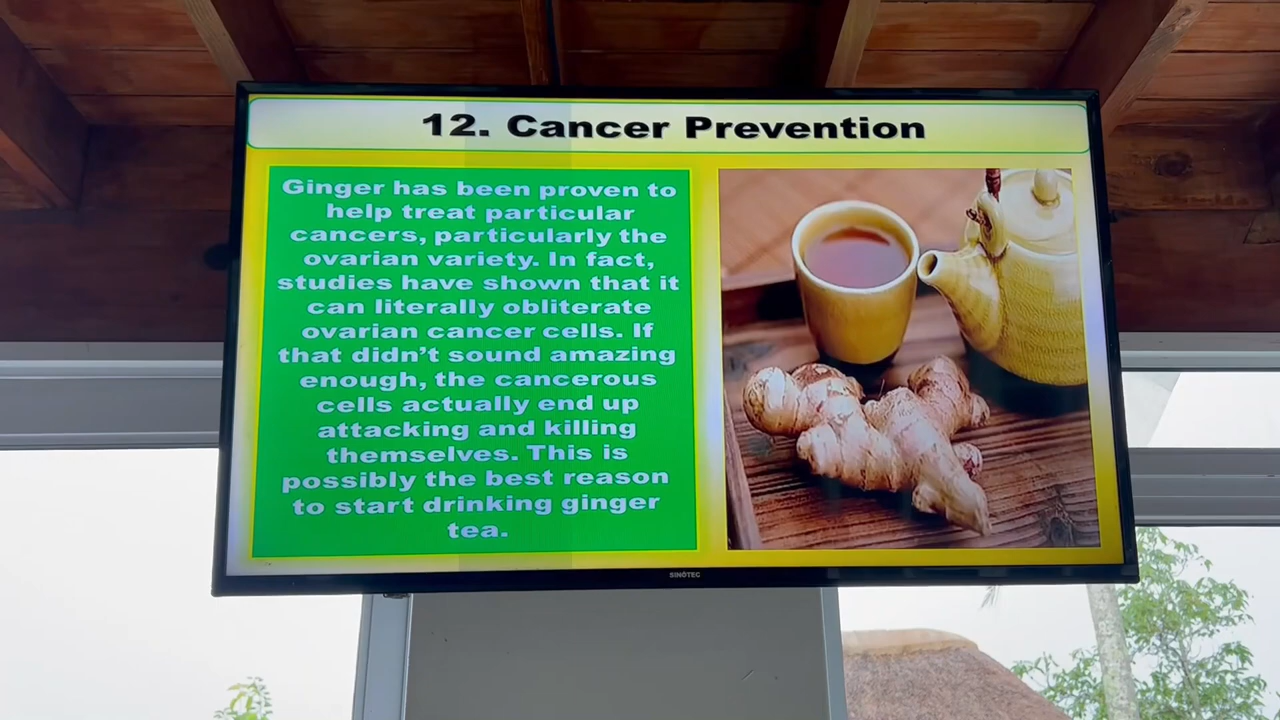 12. Cancer Prevention
Ginger has been proven to
help treat particular
cancers, particularly the
ovarian variety. In fact,
studies have shown that it
can literally obliterate
ovarian cancer cells. If
that didn’t sound amazing
enough, the cancerous
cells actually end up
attacking and killing
themselves. This is
possibly the best reason
to start drinking ginger
tea.
SINOTEC